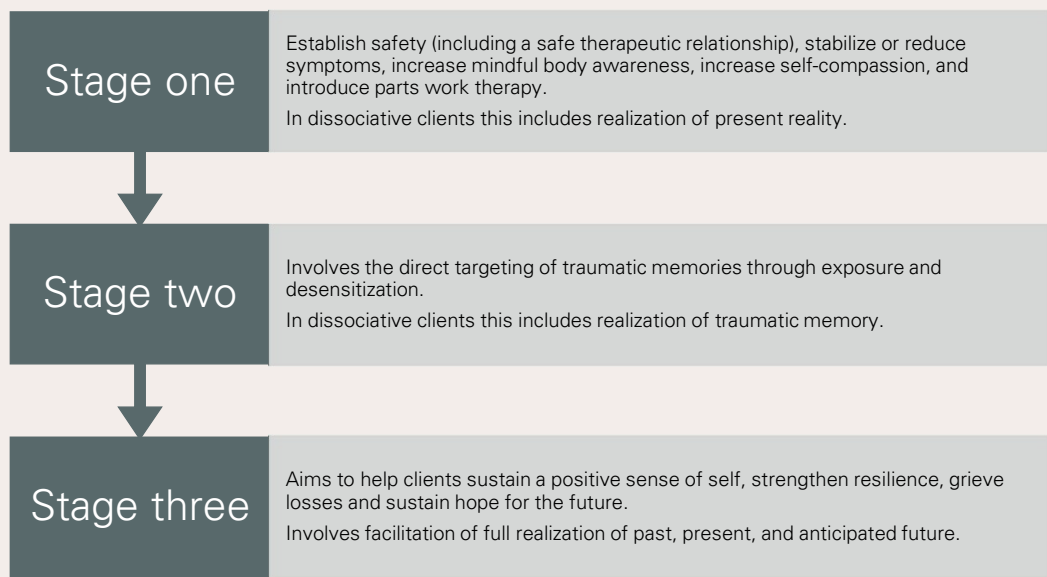 Stage one
Establish safety (including a safe therapeutic relationship), stabilize or reduce
symptoms, increase mindful body awareness, increase self-compassion, and
introduce parts work therapy.
In dissociative clients this includes realization of present reality.
Stage two
Involves the direct targeting of traumatic memories through exposure and
desensitization.
In dissociative clients this includes realization of traumatic memory.
Stage three
Aims to help clients sustain a positive sense of self, strengthen resilience, grieve
losses and sustain hope for the future.
Involves facilitation of full realization of past, present, and anticipated future.